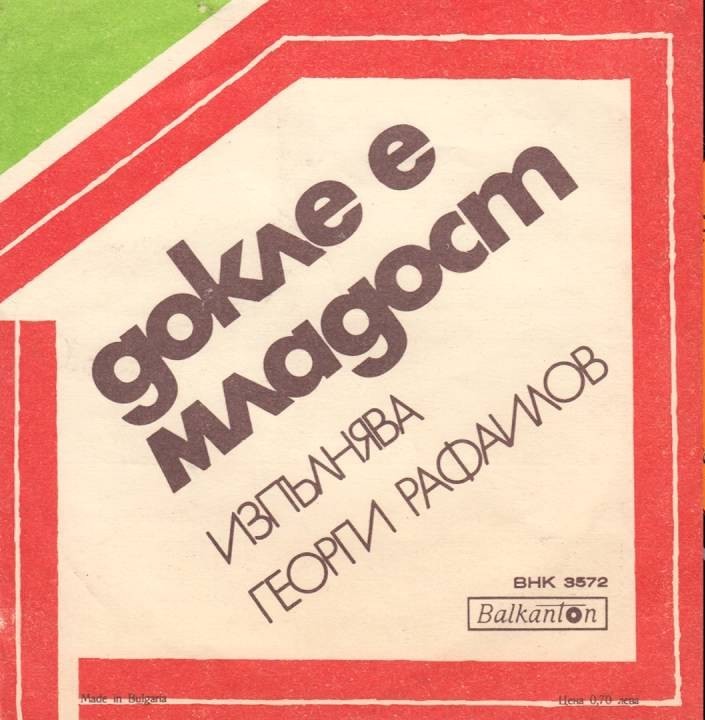 докле е
младост
ИЗПЪЛНЯВА
ГЕОРГИ РАФАИЛОВ
ВНК 3572
Balkanton
Made in Bulgaria
Цена 0,70 лева